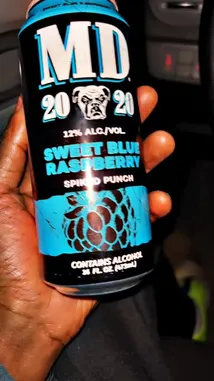 MD
20 20
12% ALC./VOL.
SWEET BLUE
RASPBERRY
SPIKED PUNCH
CONTAINS ALCOHOL
16 FL OZ (473mL)